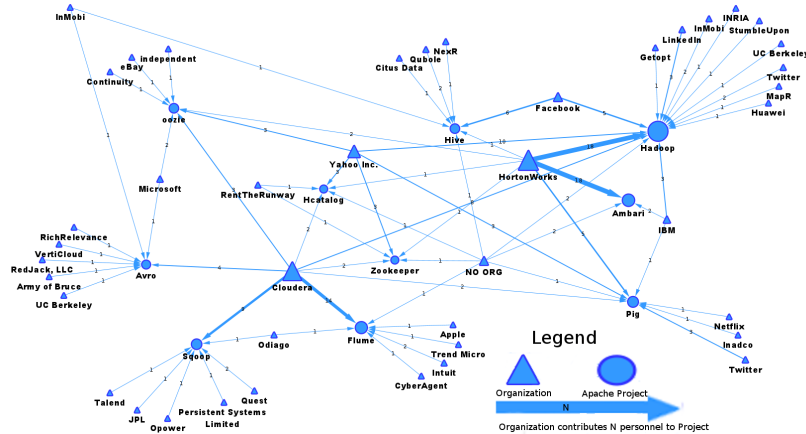 InMobi
INRIA
LinkedIn
InMobi
StumbleUpon
independent
eBay
Continuity
NexR
Qubole
Citus Data
Getopt
UC Berkeley
Twitter
MapR
Huawei
Facebook
oozie
Hive
Hadoop
Yahoo Inc.
HortonWorks
Microsoft
RentTheRunway
Hcatalog
Ambari
IBM
RichRelevance
VertiCloud
RedJack, LLC
Army of Bruce
UC Berkeley
Avro
Cloudera
Zookeeper
NO ORG
Pig
Netflix
Inadco
Twitter
Sqoop
Odiago
Flume
Apple
Trend Micro
Intuit
CyberAgent
Talend
JPL
Opower
Persistent Systems
Limited
Quest
Legend
Organization
Apache Project
N
Organization contributes N personnel to Project